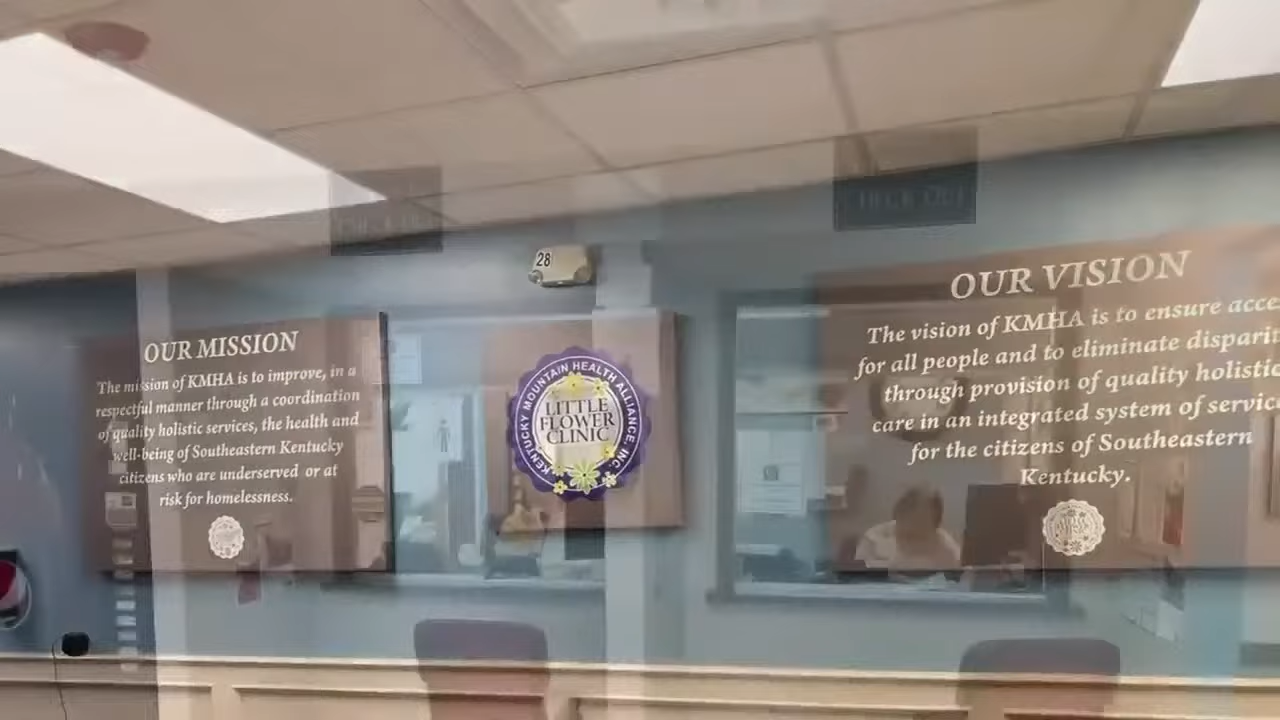 CHECK OUT
28
OUR MISSION
The mission of KMHA is to improve, in a
respectful manner through a coordination
of quality holistic services, the health and
well-being of Southeastern Kentucky
citizens who are underserved or at
risk for homelessness.
KENTUCKY MOUNTAIN HEALTH ALLIANCE, INC.
LITTLE
FLOWER
CLINIC
OUR VISION
The vision of KMHA is to ensure acce
for all people and to eliminate disparit
through provision of quality holistic
care in an integrated system of servic
for the citizens of Southeastern
Kentucky.